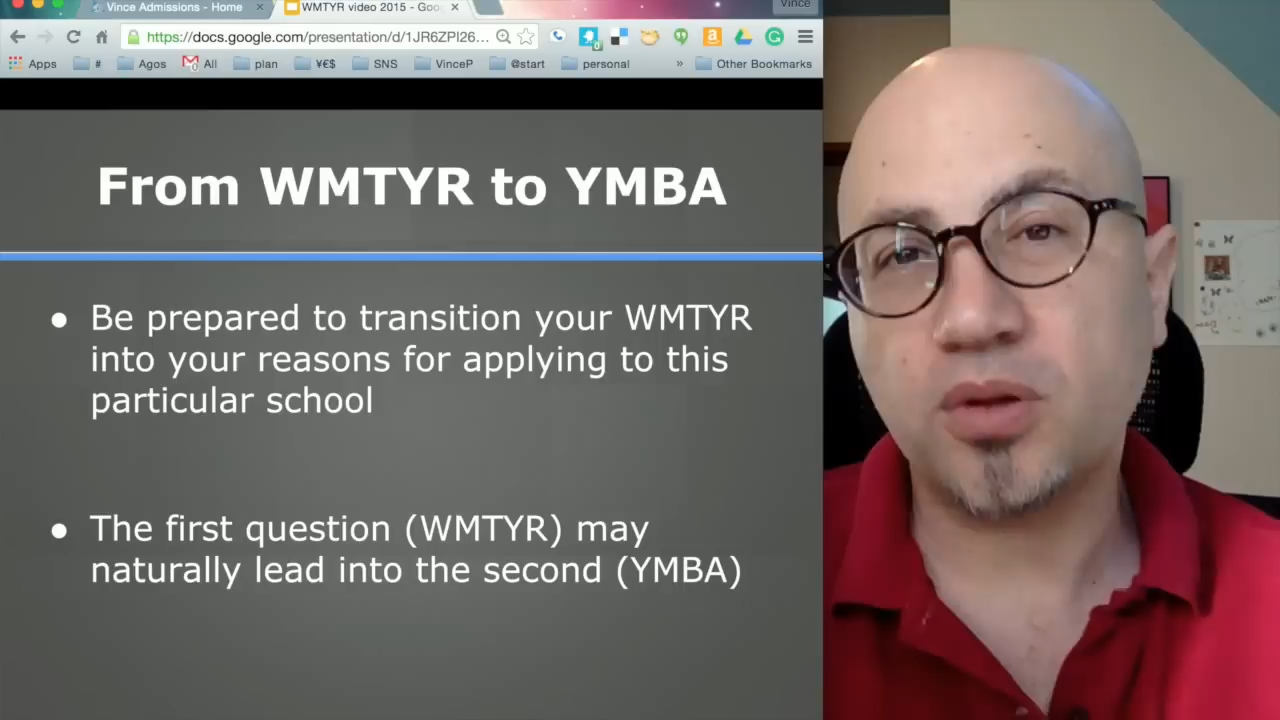 Vince Admissions - Home
WMTYR video 2015 - Goo
Vince
https://docs.google.com/presentation/d/1JR6ZPI26...
Apps # Agos All plan ¥€$ SNS VinceP @start personal » Other Bookmarks
From WMTYR to YMBA
● Be prepared to transition your WMTYR
into your reasons for applying to this
particular school
● The first question (WMTYR) may
naturally lead into the second (YMBA)